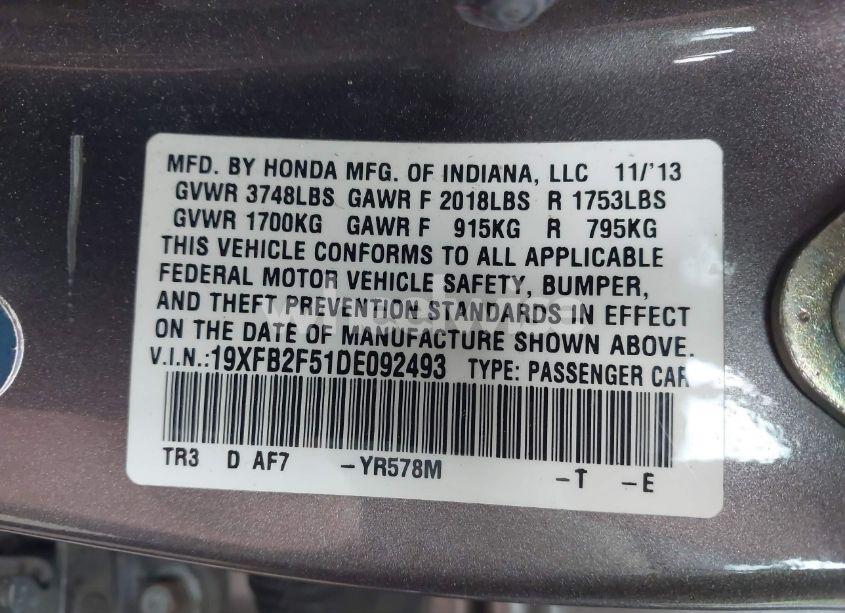 MFD. BY HONDA MFG. OF INDIANA, LLC 11/'13
GVWR 3748LBS GAWR F 2018LBS R 1753LBS
GVWR 1700KG GAWR F 915KG R 795KG
THIS VEHICLE CONFORMS TO ALL APPLICABLE
FEDERAL MOTOR VEHICLE SAFETY, BUMPER,
AND THEFT PREVENTION STANDARDS IN EFFECT
ON THE DATE OF MANUFACTURE SHOWN ABOVE.
V.I.N.:19XFB2F51DE092493 TYPE: PASSENGER CAR
TR3 D AF7 -YR578M -T -E